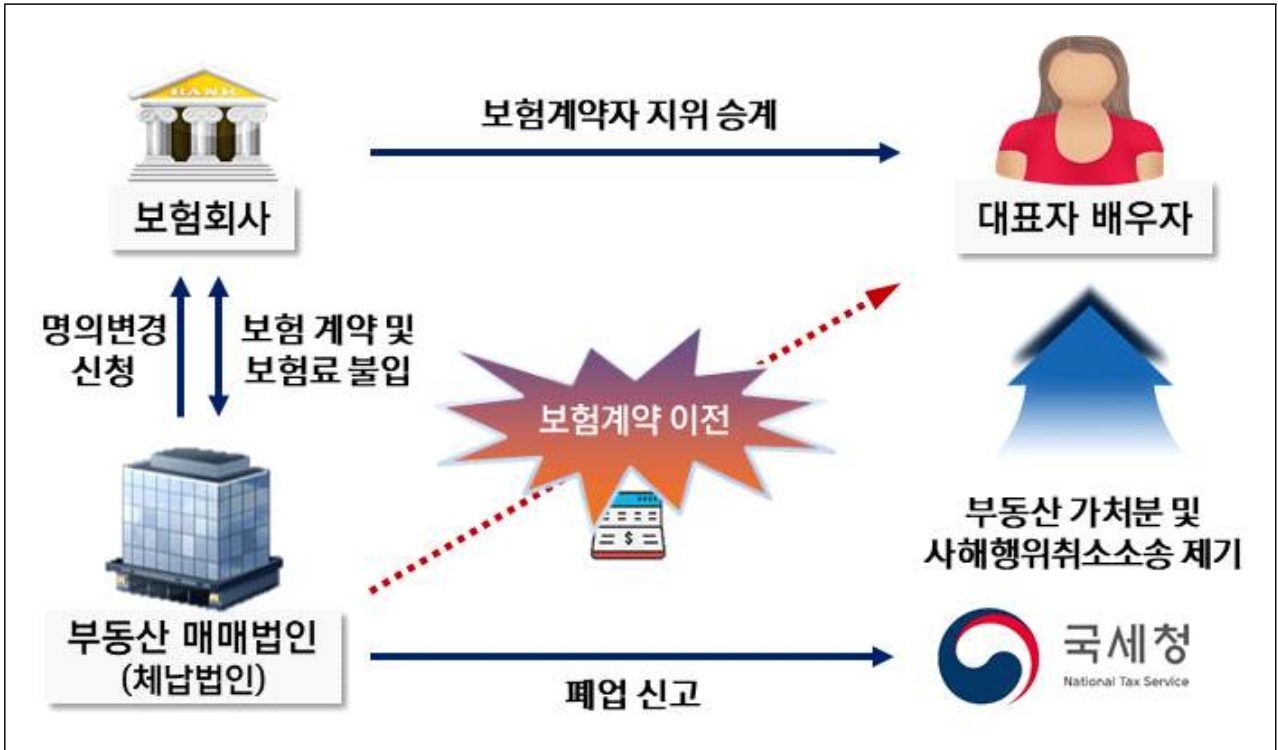 BANK
보험회사
보험계약자 지위 승계
대표자 배우자
명의변경
신청
보험 계약 및
보험료 불입
보험계약 이전
$
부동산 가처분 및
사해행위취소소송 제기
부동산 매매법인
(체납법인)
폐업 신고
국세청
National Tax Service